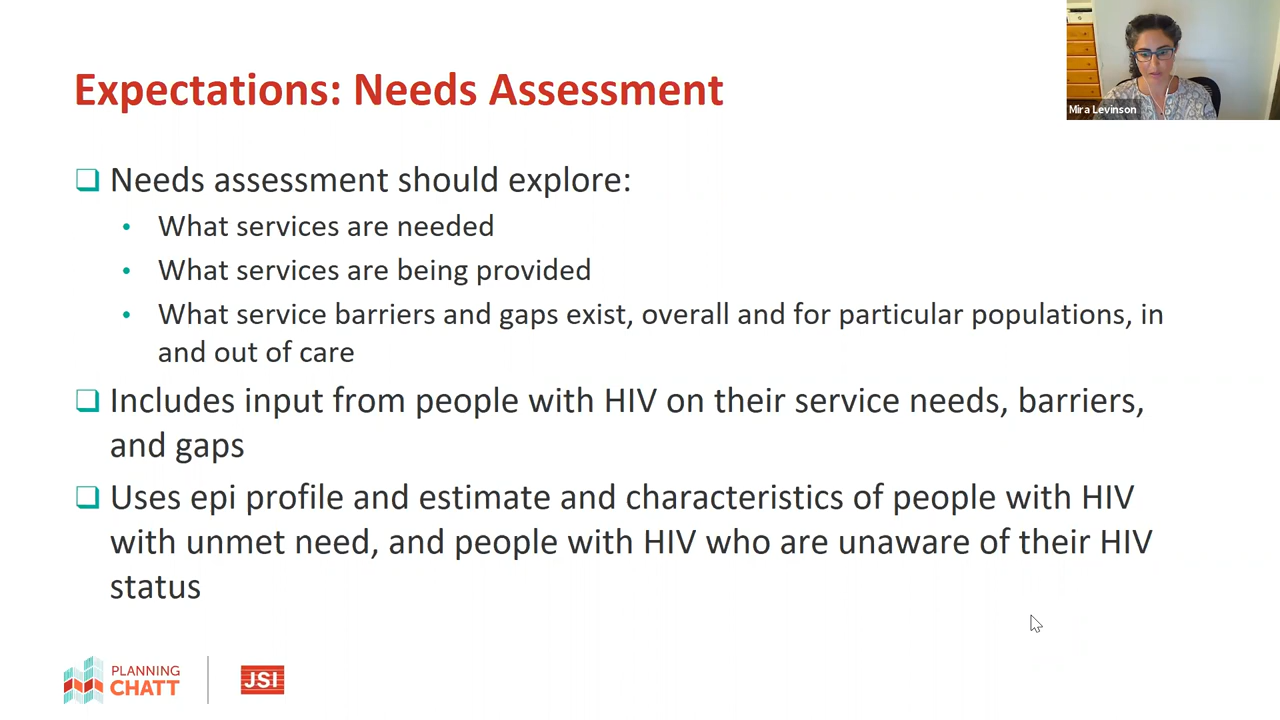 Expectations: Needs Assessment
Mira Levinson
❑ Needs assessment should explore:
• What services are needed
• What services are being provided
• What service barriers and gaps exist, overall and for particular populations, in
and out of care
❑ Includes input from people with HIV on their service needs, barriers,
and gaps
❑ Uses epi profile and estimate and characteristics of people with HIV
with unmet need, and people with HIV who are unaware of their HIV
status
PLANNING
CHATT
JSI